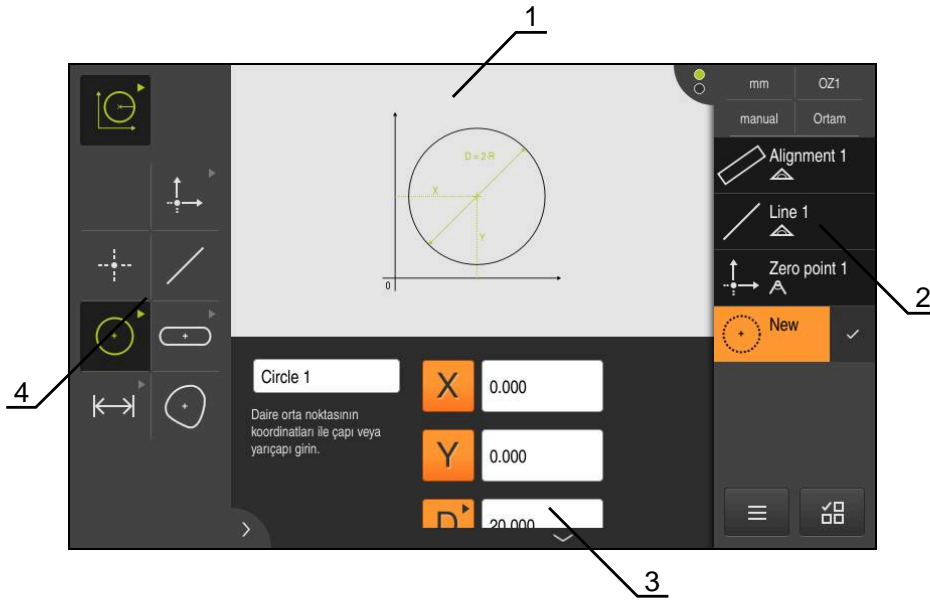 1
mm
OZ1
manual
Ortam
D=2·R
X
Y
0
Alignment 1
Line 1
Zero point 1
New
2
4
Circle 1
Daire orta noktasının
koordinatları ile çapı veya
yarıçapı girin.
X
0.000
Y
0.000
D
20.000
3